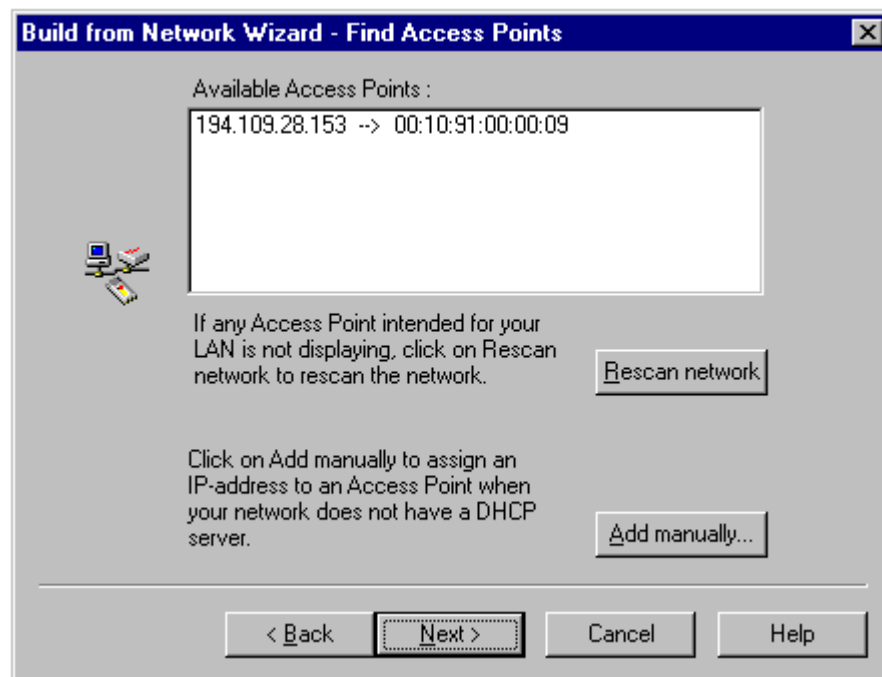 Build from Network Wizard - Find Access Points
Available Access Points :
194.109.28.153 --> 00:10:91:00:00:09
If any Access Point intended for your
LAN is not displaying, click on Rescan
network to rescan the network.
Rescan network
Click on Add manually to assign an
IP-address to an Access Point when
your network does not have a DHCP
server.
Add manually...
< Back
Next >
Cancel
Help